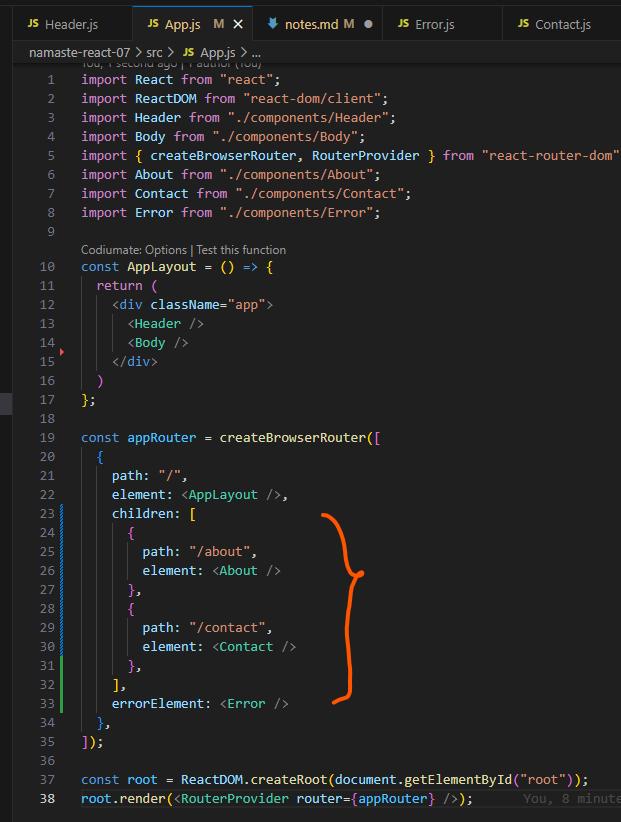 JS Header.js JS App.js M × notes.md M ● JS Error.js JS Contact.js
namaste-react-07 > src > JS App.js > ...
You, 1 second ago | 1 author (You)
1 import React from "react";
2 import ReactDOM from "react-dom/client";
3 import Header from "./components/Header";
4 import Body from "./components/Body";
5 import { createBrowserRouter, RouterProvider } from "react-router-dom"
6 import About from "./components/About";
7 import Contact from "./components/Contact";
8 import Error from "./components/Error";
9
Codiumate: Options | Test this function
10 const AppLayout = () => {
11 return (
12 <div className="app">
13 <Header />
14 <Body />
15 </div>
16 )
17 };
18
19 const appRouter = createBrowserRouter([
20 {
21 path: "/",
22 element: <AppLayout />,
23 children: [
24 {
25 path: "/about",
26 element: <About />
27 },
28 {
29 path: "/contact",
30 element: <Contact />
31 },
32 ],
33 errorElement: <Error />
34 },
35 ]);
36
37 const root = ReactDOM.createRoot(document.getElementById("root"));
38 root.render(<RouterProvider router={appRouter} />); You, 8 minute